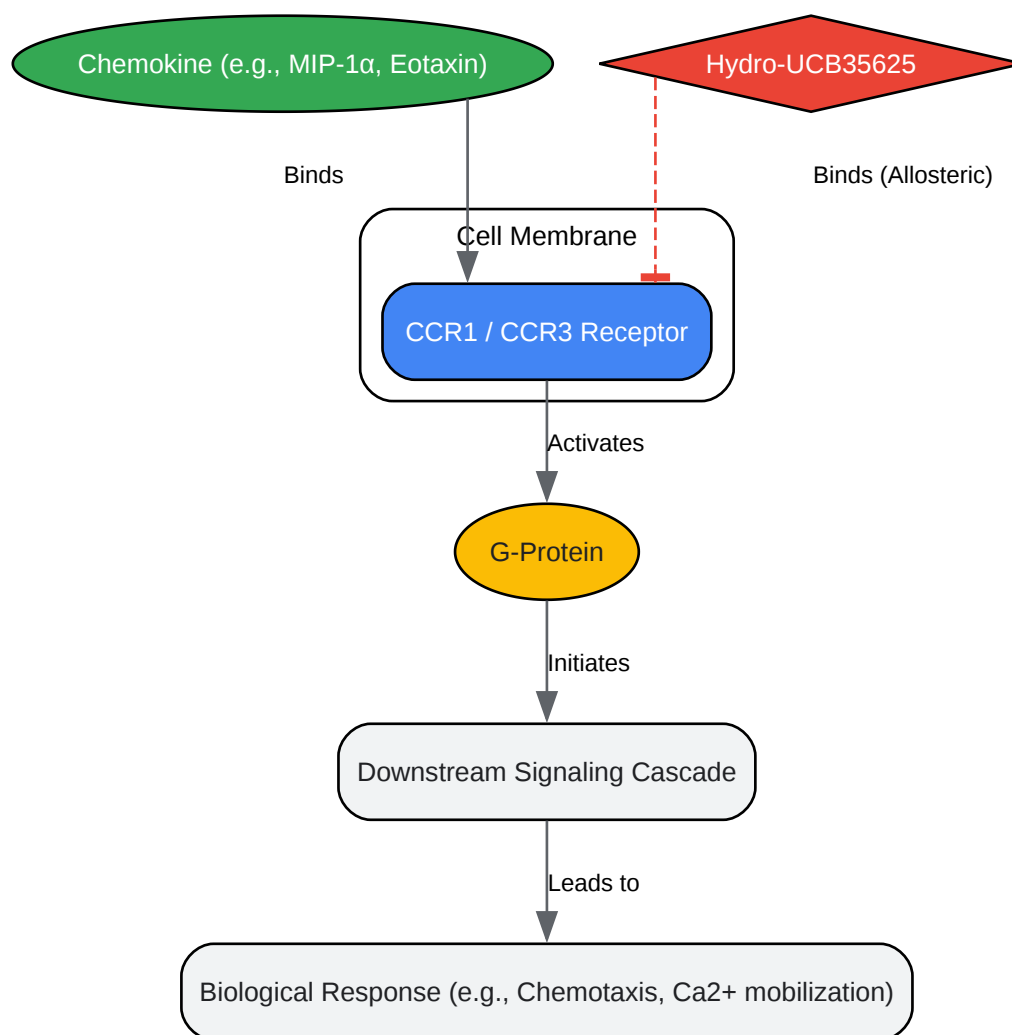 Chemokine (e.g., MIP-1α, Eotaxin)
Hydro-UCB35625
Binds
Binds (Allosteric)
Cell Membrane
CCR1 / CCR3 Receptor
Activates
G-Protein
Initiates
Downstream Signaling Cascade
Leads to
Biological Response (e.g., Chemotaxis, Ca2+ mobilization)